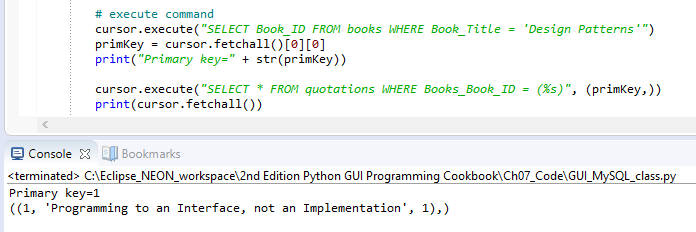 # execute command
cursor.execute("SELECT Book_ID FROM books WHERE Book_Title = 'Design Patterns'")
primKey = cursor.fetchall()[0][0]
print("Primary key=" + str(primKey))
cursor.execute("SELECT * FROM quotations WHERE Books_Book_ID = (%s)", (primKey,))
print(cursor.fetchall())
Console Bookmarks
<terminated> C:\Eclipse_NEON_workspace\2nd Edition Python GUI Programming Cookbook\Ch07_Code\GUI_MySQL_class.py
Primary key=1
((1, 'Programming to an Interface, not an Implementation', 1),)